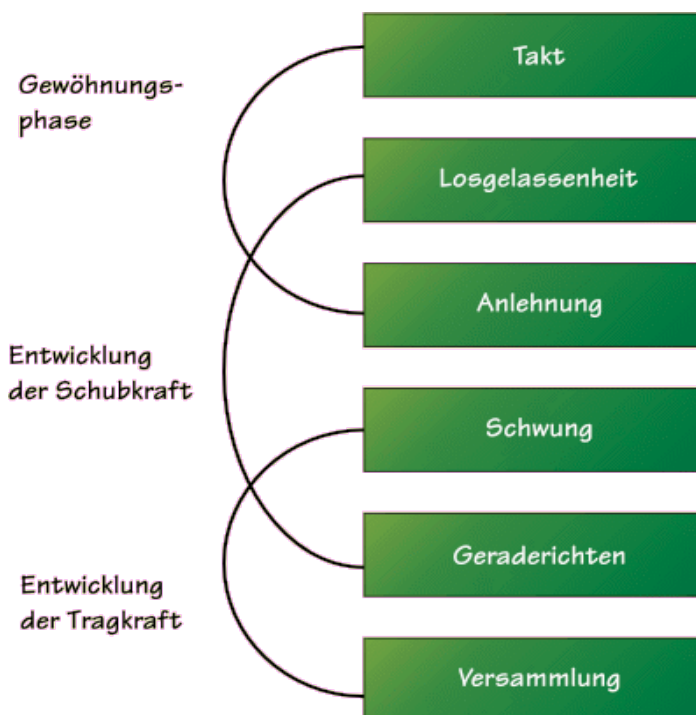 Takt
Gewöhnungs-
phase
Losgelassenheit
Anlehnung
Entwicklung
der Schubkraft
Schwung
Geraderichten
Entwicklung
der Tragkraft
Versammlung